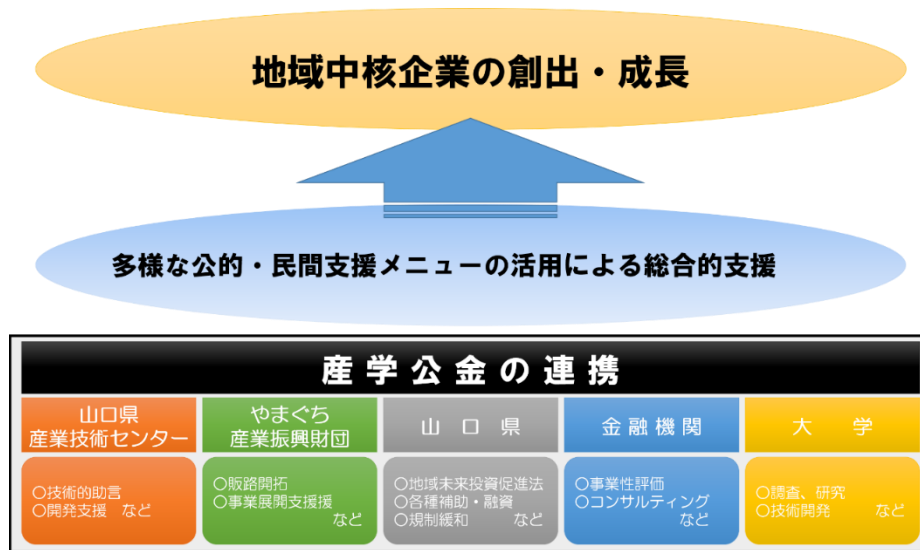 地域中核企業の創出・成長
多様な公的・民間支援メニューの活用による総合的支援
産学公金の連携
山口県
産業技術センター
やまぐち
産業振興財団
山口県
金融機関
大学
○技術的助言
○開発支援 など
○販路開拓
○事業展開支援援
など
○地域未来投資促進法
○各種補助・融資
○規制緩和 など
○事業性評価
○コンサルティング
など
○調査、研究
○技術開発 など